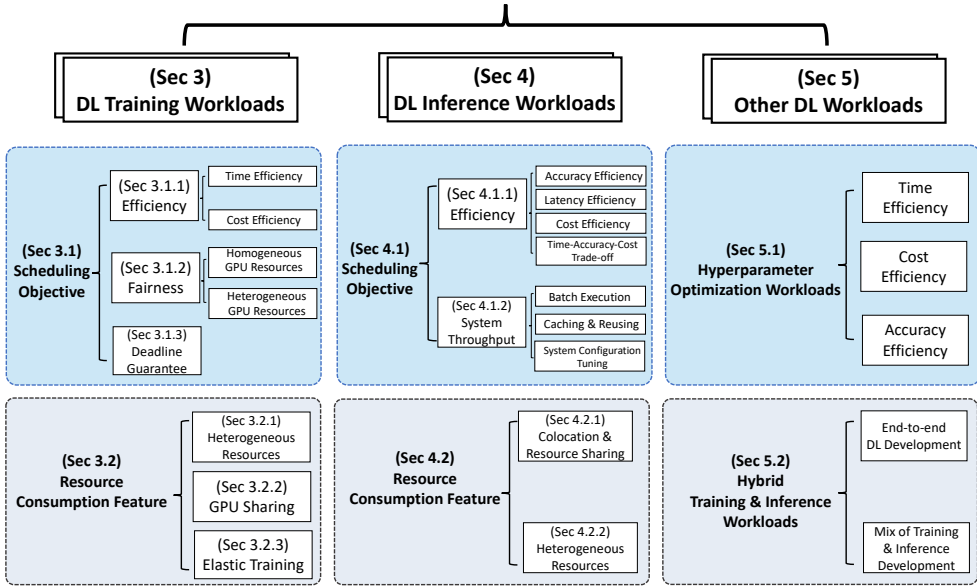 (Sec 3)
DL Training Workloads
(Sec 4)
DL Inference Workloads
(Sec 5)
Other DL Workloads
(Sec 3.1)
Scheduling
Objective
(Sec 3.1.1)
Efficiency
Time Efficiency
Cost Efficiency
(Sec 3.1.2)
Fairness
Homogeneous
GPU Resources
Heterogeneous
GPU Resources
(Sec 3.1.3)
Deadline
Guarantee
(Sec 4.1)
Scheduling
Objective
(Sec 4.1.1)
Efficiency
Accuracy Efficiency
Latency Efficiency
Cost Efficiency
Time-Accuracy-Cost
Trade-off
(Sec 4.1.2)
System
Throughput
Batch Execution
Caching & Reusing
System Configuration
Tuning
(Sec 5.1)
Hyperparameter
Optimization Workloads
Time
Efficiency
Cost
Efficiency
Accuracy
Efficiency
(Sec 3.2)
Resource
Consumption Feature
(Sec 3.2.1)
Heterogeneous
Resources
(Sec 3.2.2)
GPU Sharing
(Sec 3.2.3)
Elastic Training
(Sec 4.2)
Resource
Consumption Feature
(Sec 4.2.1)
Colocation &
Resource Sharing
(Sec 4.2.2)
Heterogeneous
Resources
(Sec 5.2)
Hybrid
Training & Inference
Workloads
End-to-end
DL Development
Mix of Training
& Inference
Development